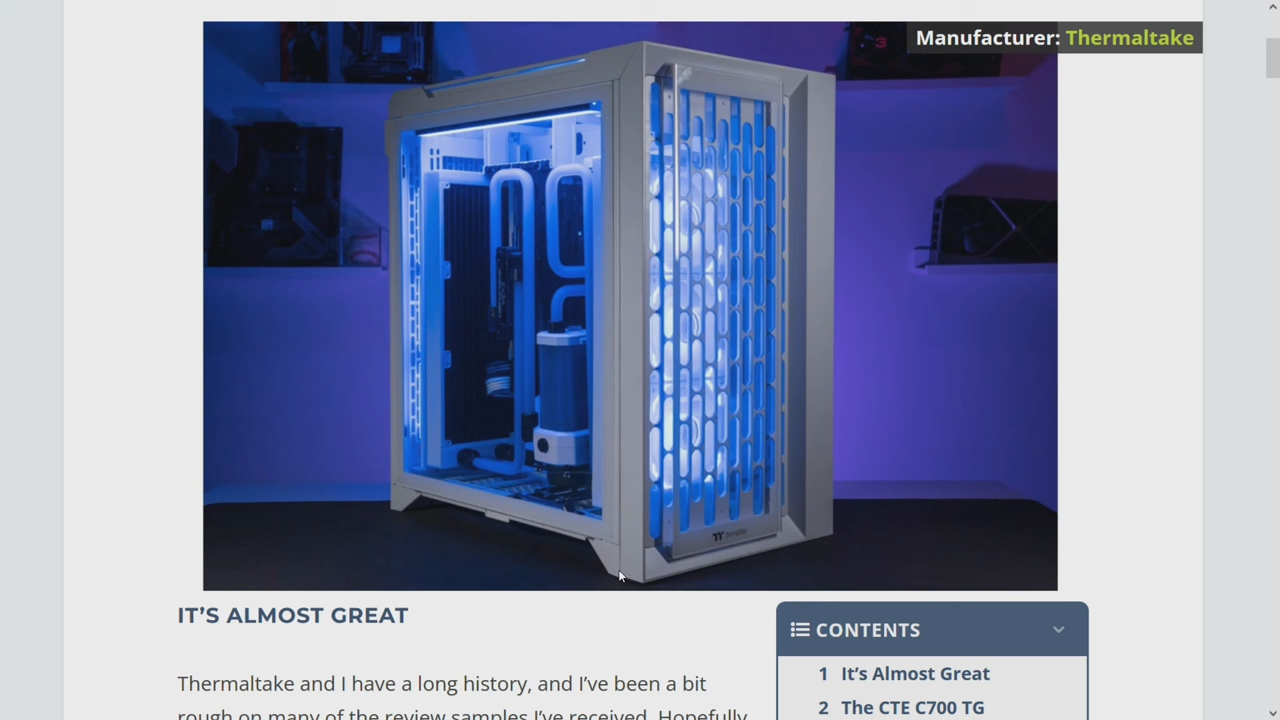 Manufacturer: Thermaltake
thermaltake
IT'S ALMOST GREAT
CONTENTS
1 It's Almost Great
2 The CTE C700 TG
Thermaltake and I have a long history, and I've been a bit
rough on many of the review samples I've received. Hopefully